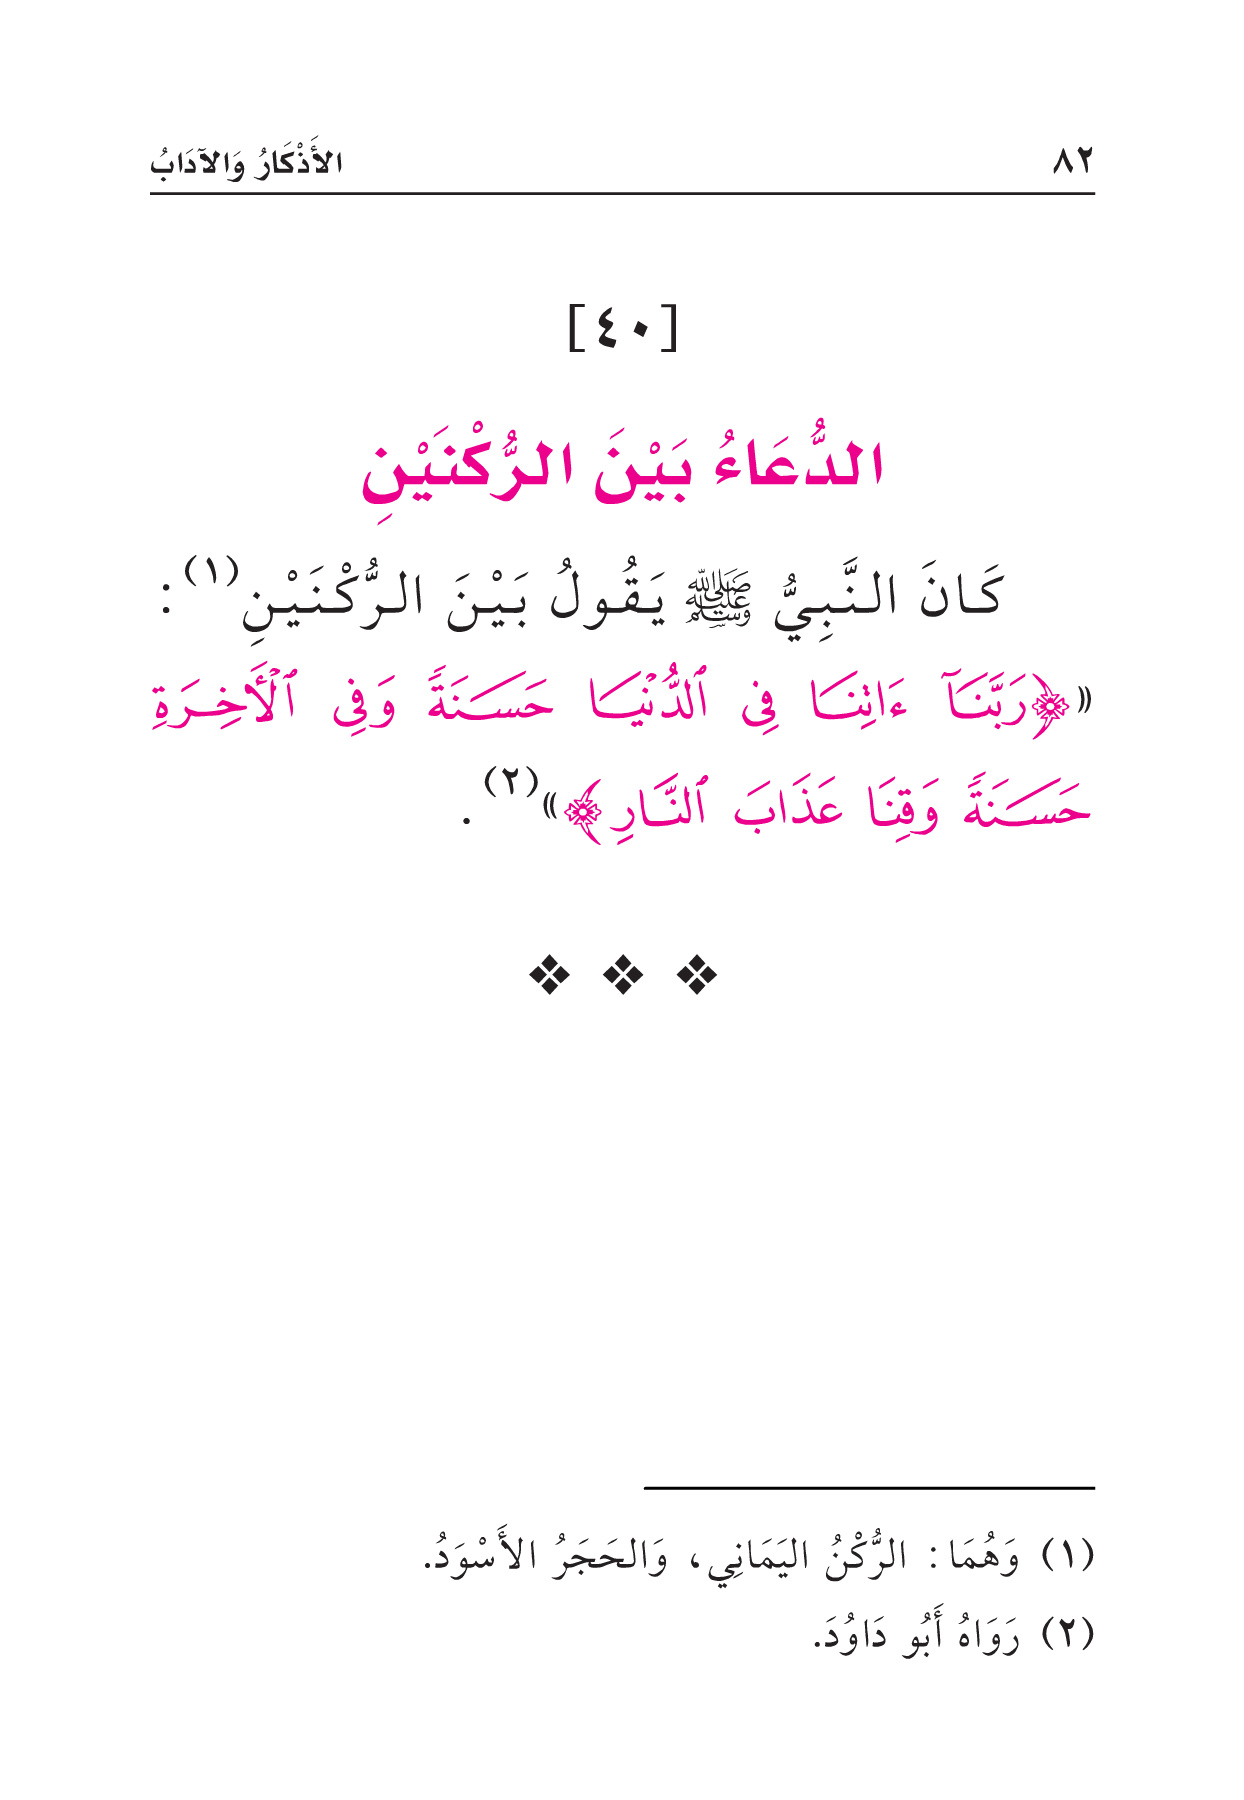 ٨٢ الأَذْكَارُ وَالآدَابُ
[٤٠]
الدُّعَاءُ بَيْنَ الرُّكْنَيْنِ
كَانَ النَّبِيُّ ﷺ يَقُولُ بَيْنَ الرُّكْنَيْنِ(١):
«﴿رَبَّنَآ ءَاتِنَا فِي ٱلدُّنْيَا حَسَنَةً وَفِي ٱلْأَخِرَةِ
حَسَنَةً وَقِنَا عَذَابَ ٱلنَّارِ﴾»(٢).
(١) وَهُمَا: الرُّكْنُ اليَمَانِي، وَالحَجَرُ الأَسْوَدُ.
(٢) رَوَاهُ أَبُو دَاوُدَ.